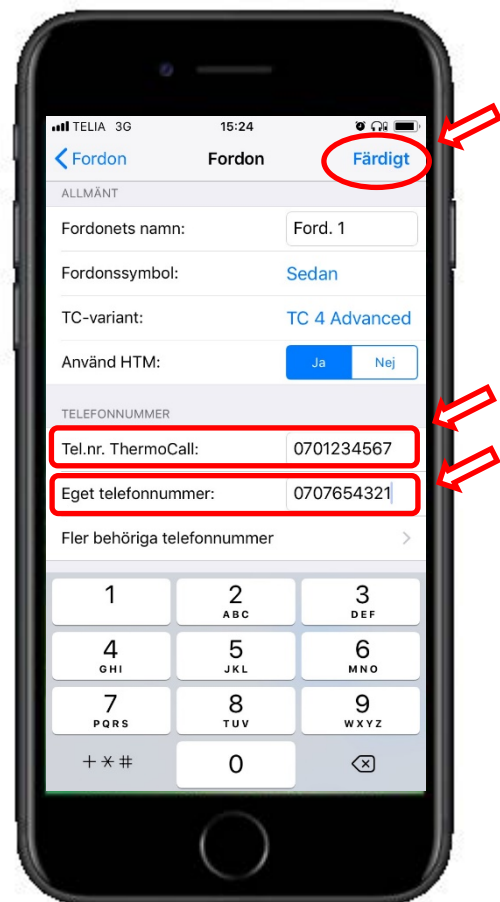 TELIA 3G 15:24
Fordon Fordon Färdigt
ALLMÄNT
Fordonets namn: Ford. 1
Fordonssymbol: Sedan
TC-variant: TC 4 Advanced
Använd HTM: Ja Nej
TELEFONNUMMER
Tel.nr. ThermoCall: 0701234567
Eget telefonnummer: 0707654321
Fler behöriga telefonnummer
1 2 3
ABC DEF
4 5 6
GHI JKL MNO
7 8 9
PQRS TUV WXYZ
+*# 0